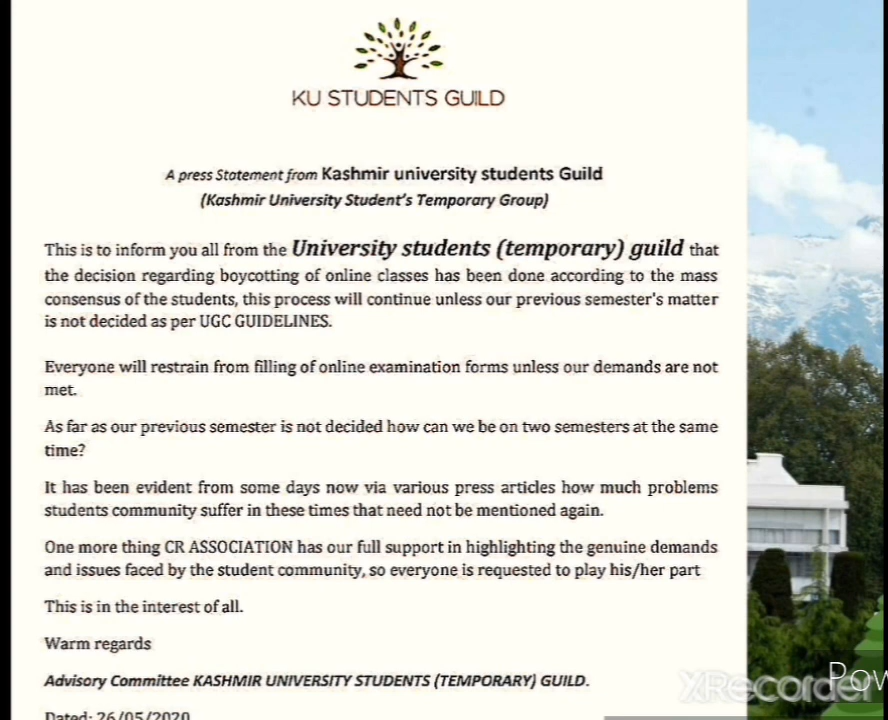 KU STUDENTS GUILD
A press Statement from Kashmir university students Guild
(Kashmir University Student's Temporary Group)
This is to inform you all from the University students (temporary) guild that
the decision regarding boycotting of online classes has been done according to the mass
consensus of the students, this process will continue unless our previous semester's matter
is not decided as per UGC GUIDELINES.
Everyone will restrain from filling of online examination forms unless our demands are not
met.
As far as our previous semester is not decided how can we be on two semesters at the same
time?
It has been evident from some days now via various press articles how much problems
students community suffer in these times that need not be mentioned again.
One more thing CR ASSOCIATION has our full support in highlighting the genuine demands
and issues faced by the student community, so everyone is requested to play his/her part
This is in the interest of all.
Warm regards
Advisory Committee KASHMIR UNIVERSITY STUDENTS (TEMPORARY) GUILD.
Dated: 26/05/2020
XRecorder
Pow